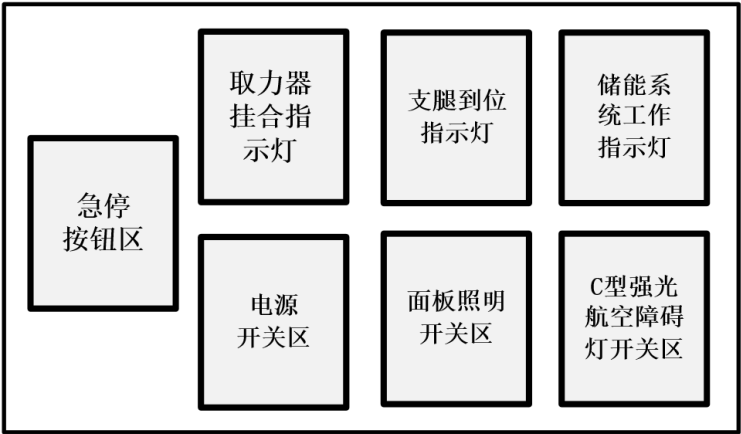 急停
按钮区
取力器
挂合指
示灯
支腿到位
指示灯
储能系
统工作
指示灯
电源
开关区
面板照明
开关区
C型强光
航空障碍
灯开关区